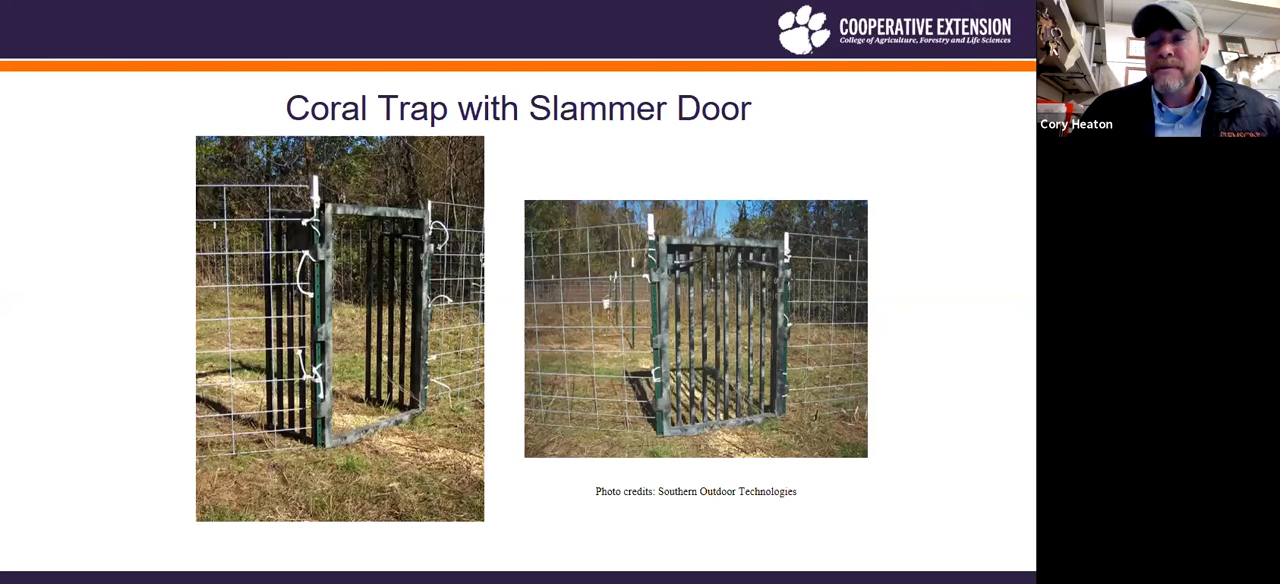 COOPERATIVE EXTENSION
College of Agriculture, Forestry and Life Sciences
Cory Heaton
CLEMSON
Coral Trap with Slammer Door
Photo credits: Southern Outdoor Technologies